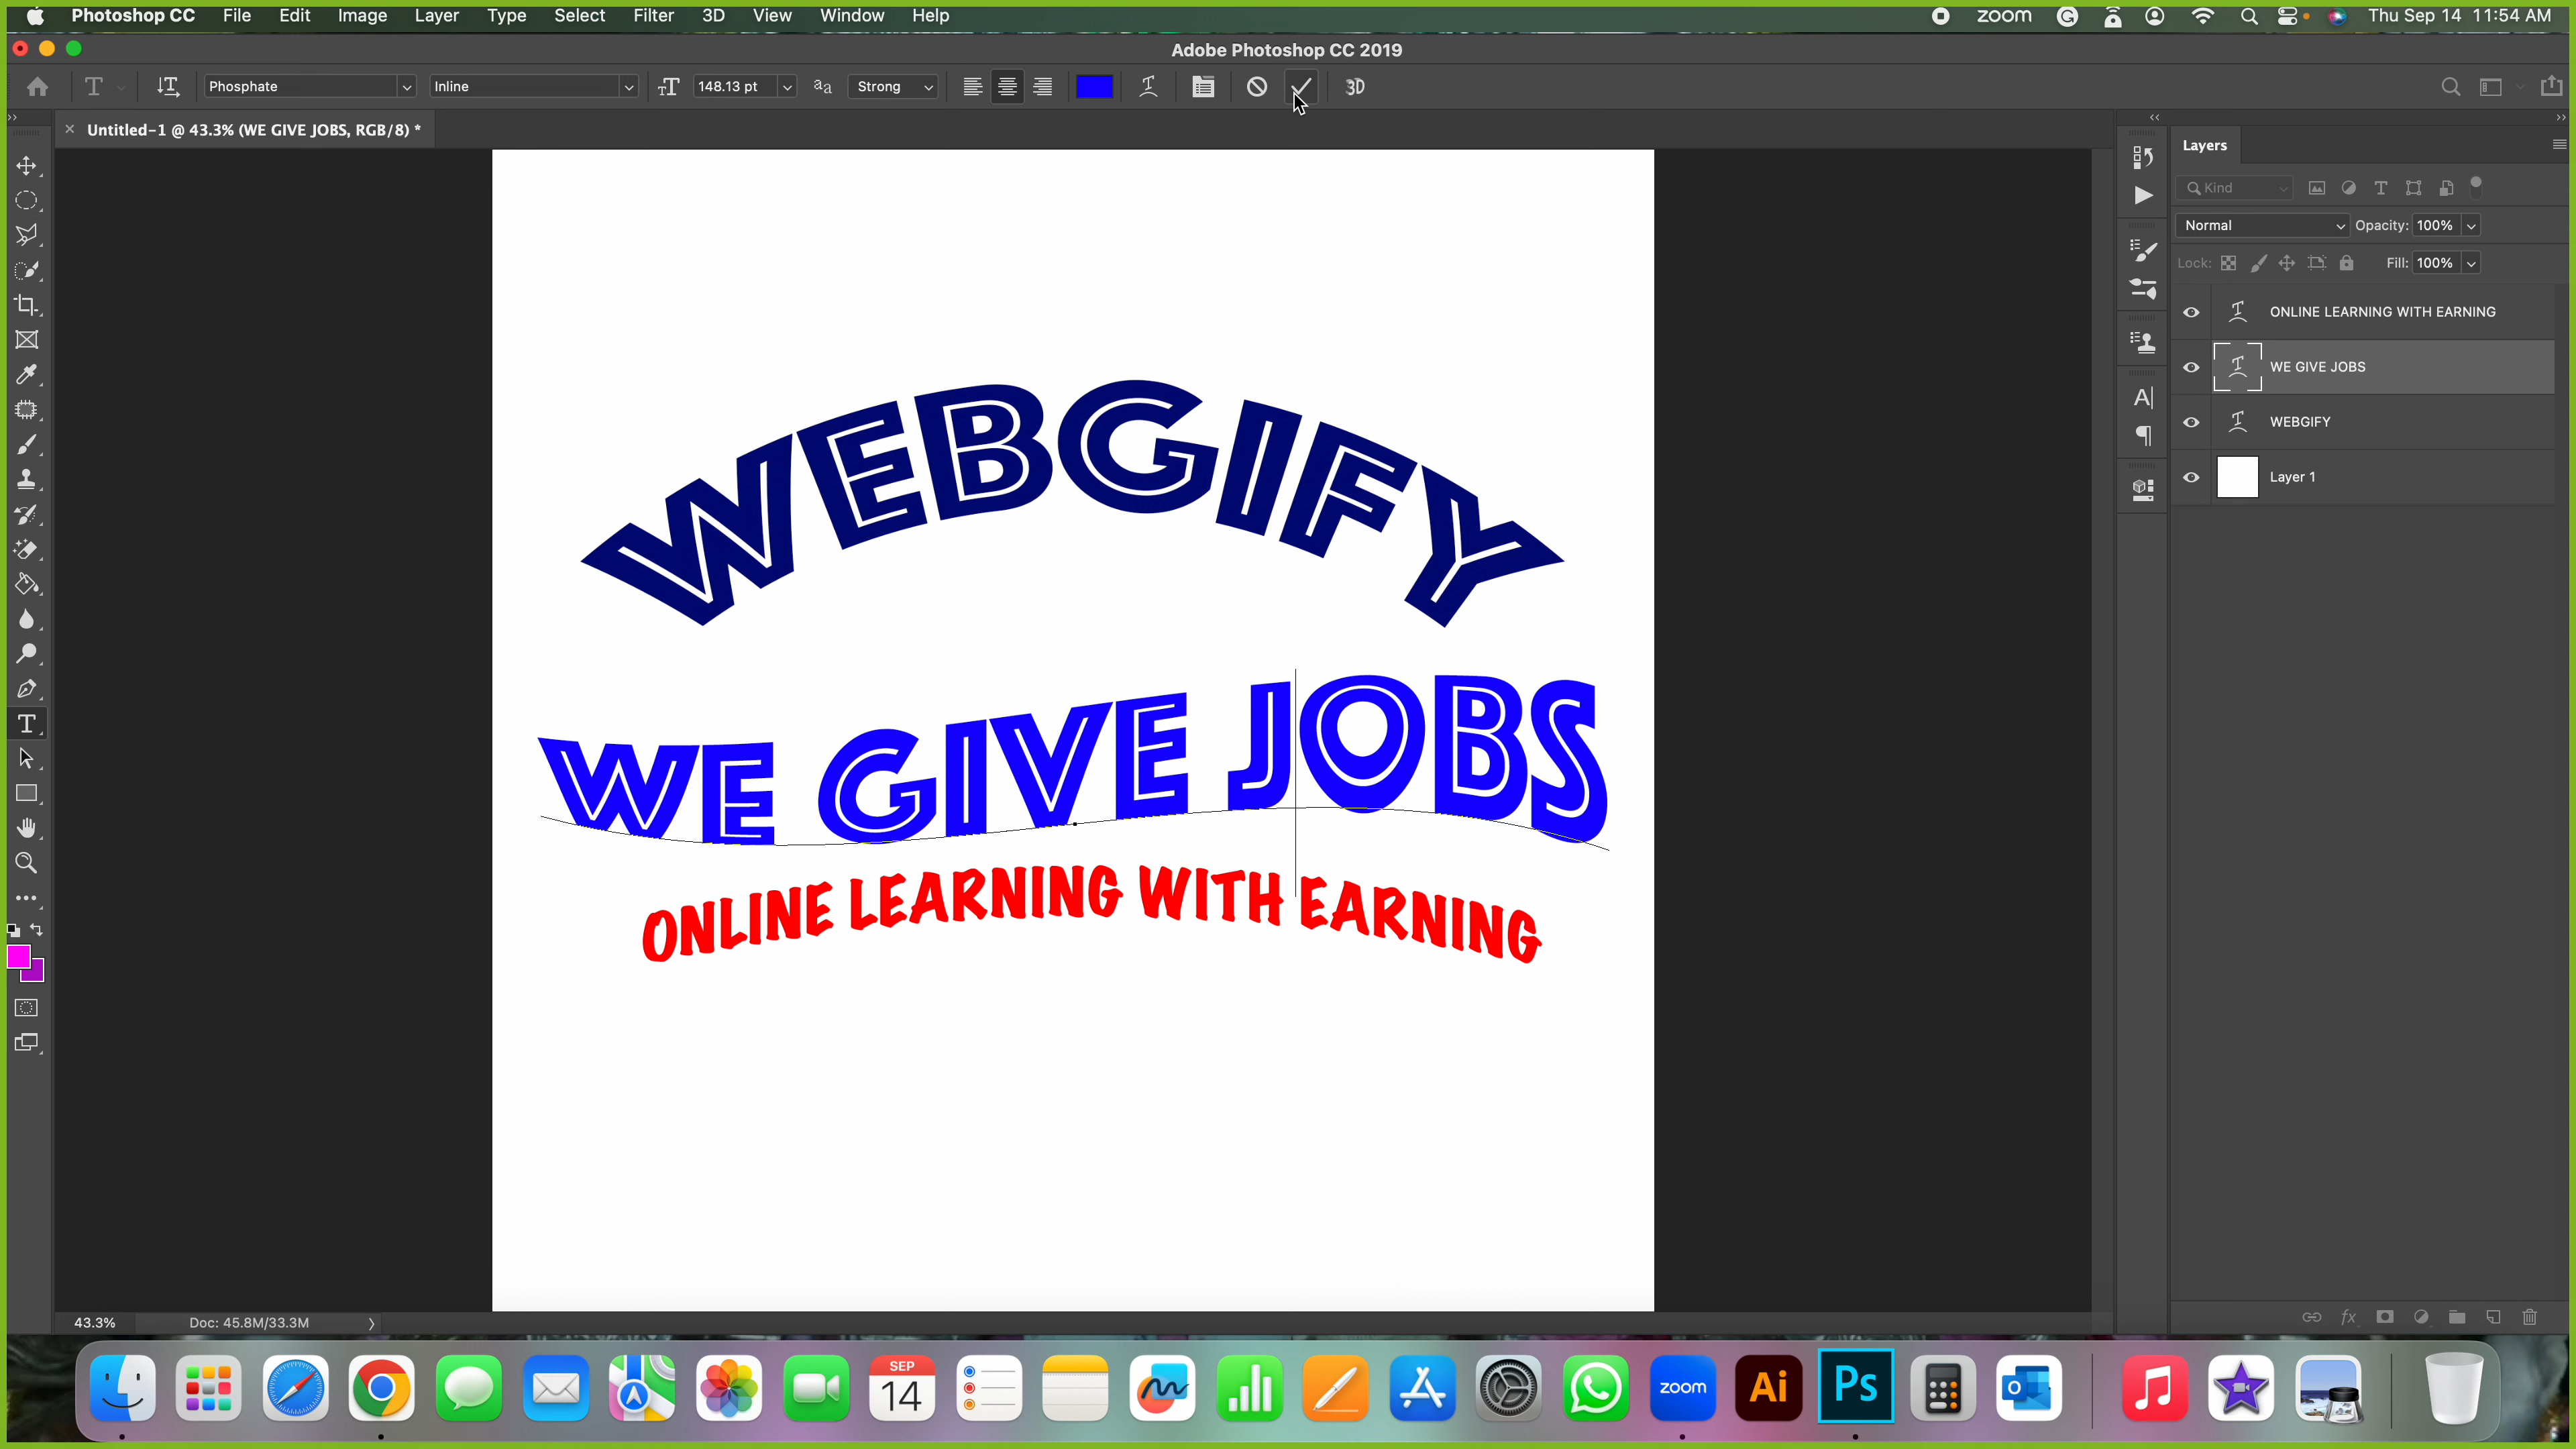 Photoshop CC File Edit Image Layer Type Select Filter 3D View Window Help zoom Thu Sep 14 11:54 AM
Adobe Photoshop CC 2019
Phosphate Inline 148.13 pt Strong 3D
Untitled-1 @ 43.3% (WE GIVE JOBS, RGB/8) *
Layers
Kind
Normal Opacity: 100%
Lock: Fill: 100%
ONLINE LEARNING WITH EARNING
WE GIVE JOBS
WEBGIFY
Layer 1
WEBGIFY
WE GIVE JOBS
ONLINE LEARNING WITH EARNING
43.3% Doc: 45.8M/33.3M
SEP
14
zoom
Ai
Ps